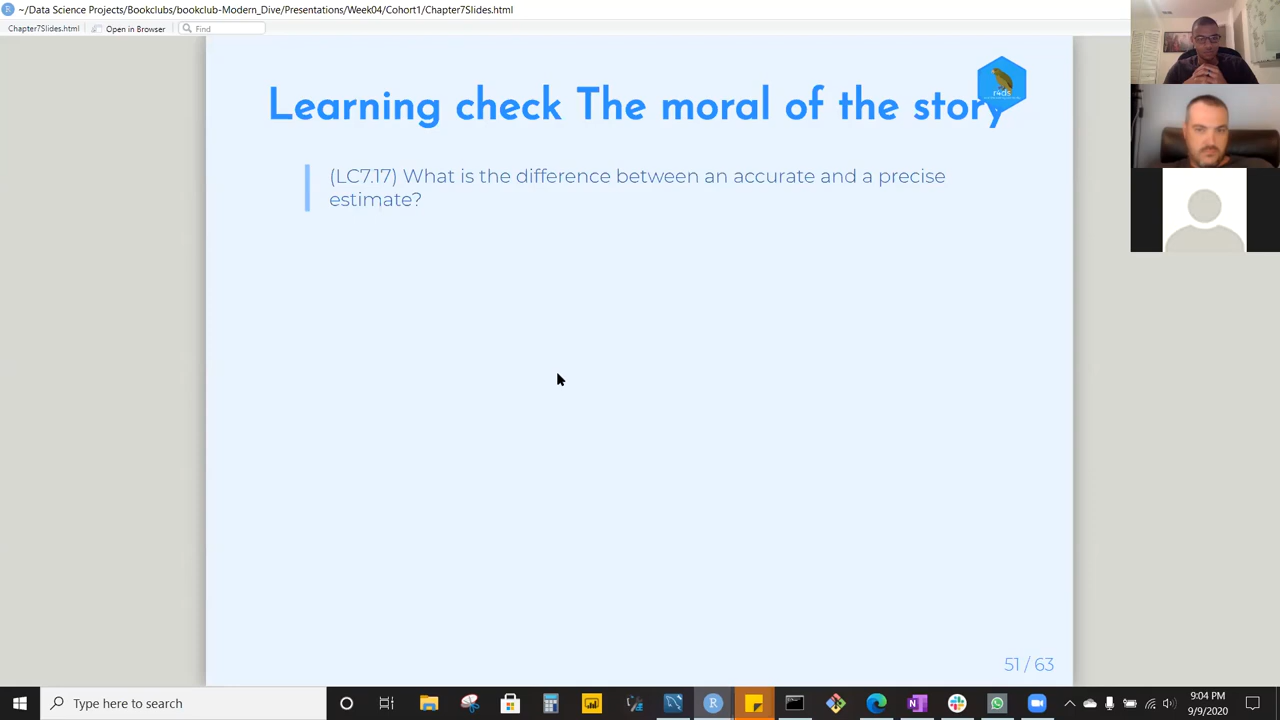 ~/Data Science Projects/Bookclubs/bookclub-Modern_Dive/Presentations/Week04/Cohort1/Chapter7Slides.html
Chapter7Slides.html
Open in Browser
Find
Learning check The moral of the story
r4ds
(LC7.17) What is the difference between an accurate and a precise
estimate?
51 / 63
Type here to search
9:04 PM
9/9/2020